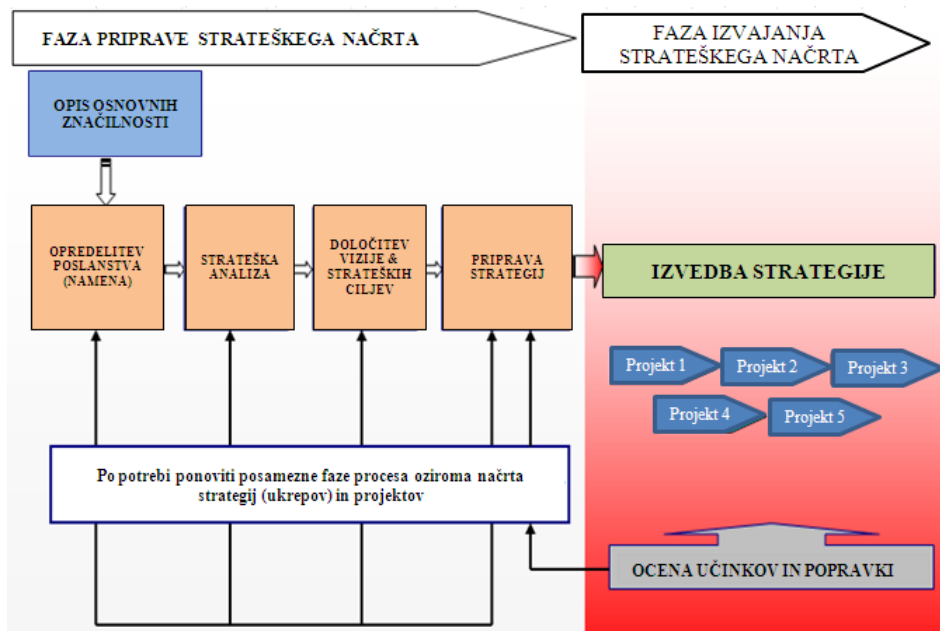 FAZA PRIPRAVE STRATEŠKEGA NAČRTA
FAZA IZVAJANJA
STRATEŠKEGA NAČRTA
OPIS OSNOVNIH
ZNAČILNOSTI
OPREDELITEV
POSLANSTVA
(NAMENA)
STRATEŠKA
ANALIZA
DOLOČITEV
VIZIJE &
STRATEŠKIH
CILJEV
PRIPRAVA
STRATEGIJ
IZVEDBA STRATEGIJE
Projekt 1
Projekt 2
Projekt 3
Projekt 4
Projekt 5
Po potrebi ponoviti posamezne faze procesa oziroma načrta
strategij (ukrepov) in projektov
OCENA UČINKOV IN POPRAVKI